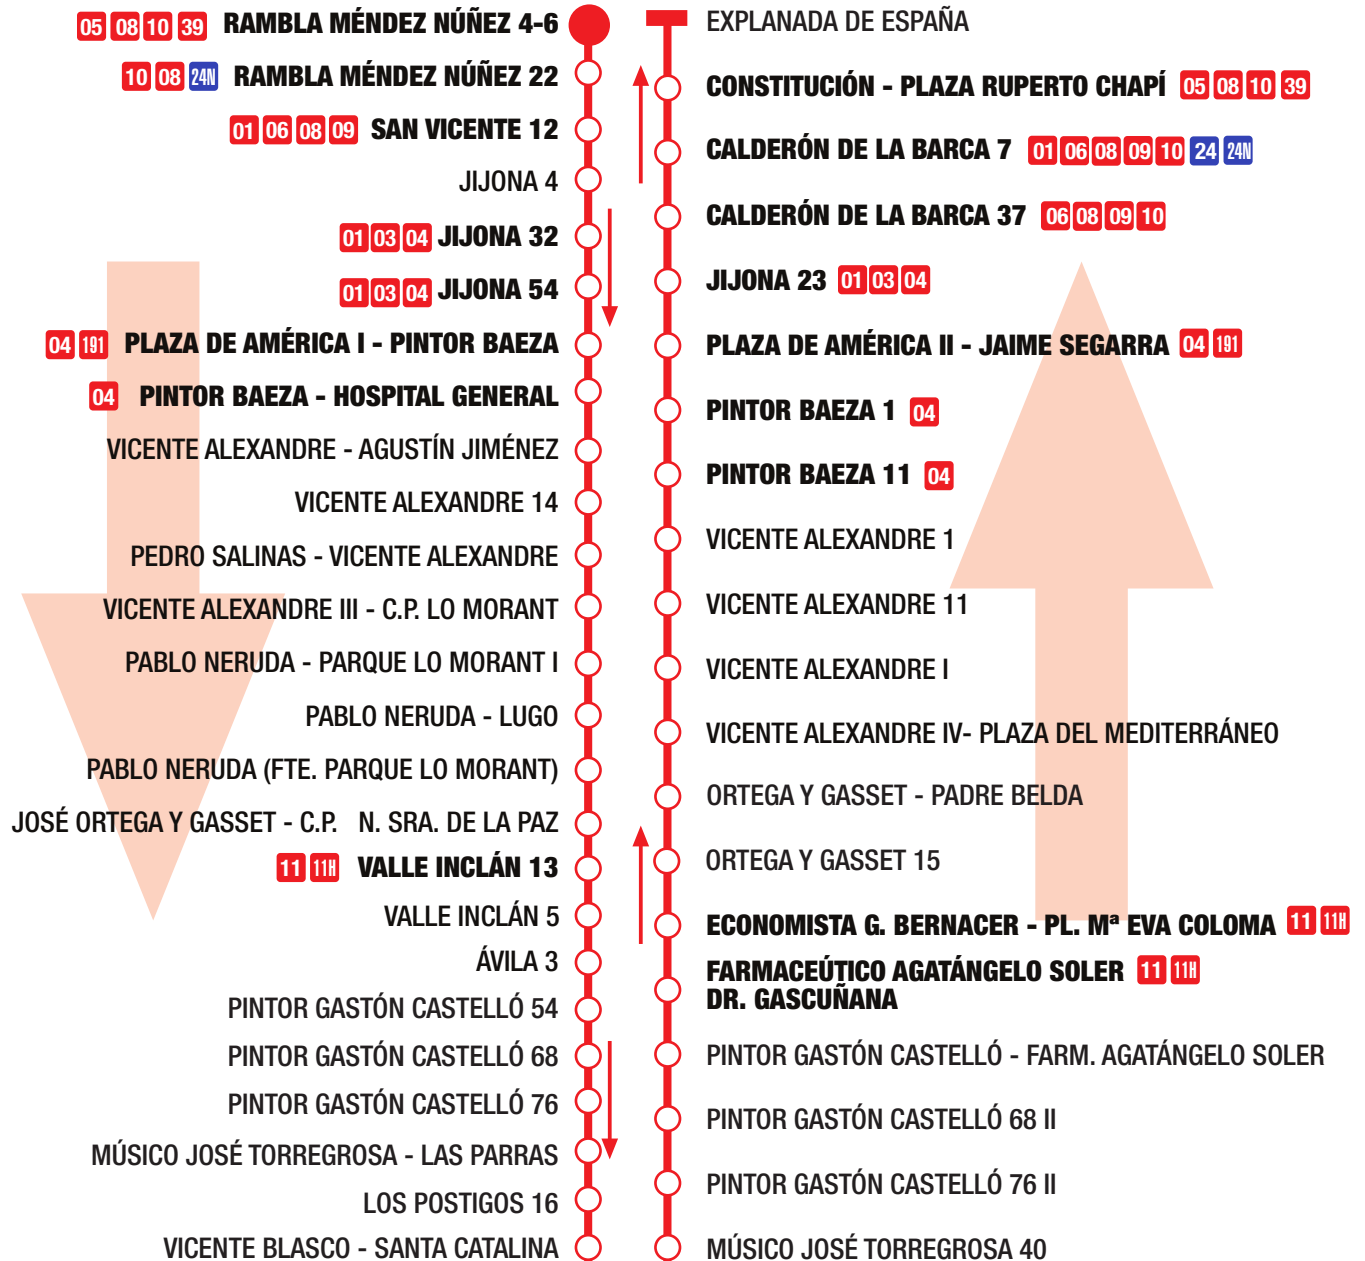 05 08 10 39 RAMBLA MÉNDEZ NÚÑEZ 4-6
10 08 24N RAMBLA MÉNDEZ NÚÑEZ 22
01 06 08 09 SAN VICENTE 12
JIJONA 4
01 03 04 JIJONA 32
01 03 04 JIJONA 54
04 191 PLAZA DE AMÉRICA I - PINTOR BAEZA
04 PINTOR BAEZA - HOSPITAL GENERAL
VICENTE ALEXANDRE - AGUSTÍN JIMÉNEZ
VICENTE ALEXANDRE 14
PEDRO SALINAS - VICENTE ALEXANDRE
VICENTE ALEXANDRE III - C.P. LO MORANT
PABLO NERUDA - PARQUE LO MORANT I
PABLO NERUDA - LUGO
PABLO NERUDA (FTE. PARQUE LO MORANT)
JOSÉ ORTEGA Y GASSET - C.P. N. SRA. DE LA PAZ
11 11H VALLE INCLÁN 13
VALLE INCLÁN 5
ÁVILA 3
PINTOR GASTÓN CASTELLÓ 54
PINTOR GASTÓN CASTELLÓ 68
PINTOR GASTÓN CASTELLÓ 76
MÚSICO JOSÉ TORREGROSA - LAS PARRAS
LOS POSTIGOS 16
VICENTE BLASCO - SANTA CATALINA
EXPLANADA DE ESPAÑA
CONSTITUCIÓN - PLAZA RUPERTO CHAPÍ 05 08 10 39
CALDERÓN DE LA BARCA 7 01 06 08 09 10 24 24N
CALDERÓN DE LA BARCA 37 06 08 09 10
JIJONA 23 01 03 04
PLAZA DE AMÉRICA II - JAIME SEGARRA 04 191
PINTOR BAEZA 1 04
PINTOR BAEZA 11 04
VICENTE ALEXANDRE 1
VICENTE ALEXANDRE 11
VICENTE ALEXANDRE I
VICENTE ALEXANDRE IV- PLAZA DEL MEDITERRÁNEO
ORTEGA Y GASSET - PADRE BELDA
ORTEGA Y GASSET 15
ECONOMISTA G. BERNACER - PL. Mª EVA COLOMA 11 11H
FARMACEÚTICO AGATÁNGELO SOLER 11 11H
DR. GASCUÑANA
PINTOR GASTÓN CASTELLÓ - FARM. AGATÁNGELO SOLER
PINTOR GASTÓN CASTELLÓ 68 II
PINTOR GASTÓN CASTELLÓ 76 II
MÚSICO JOSÉ TORREGROSA 40